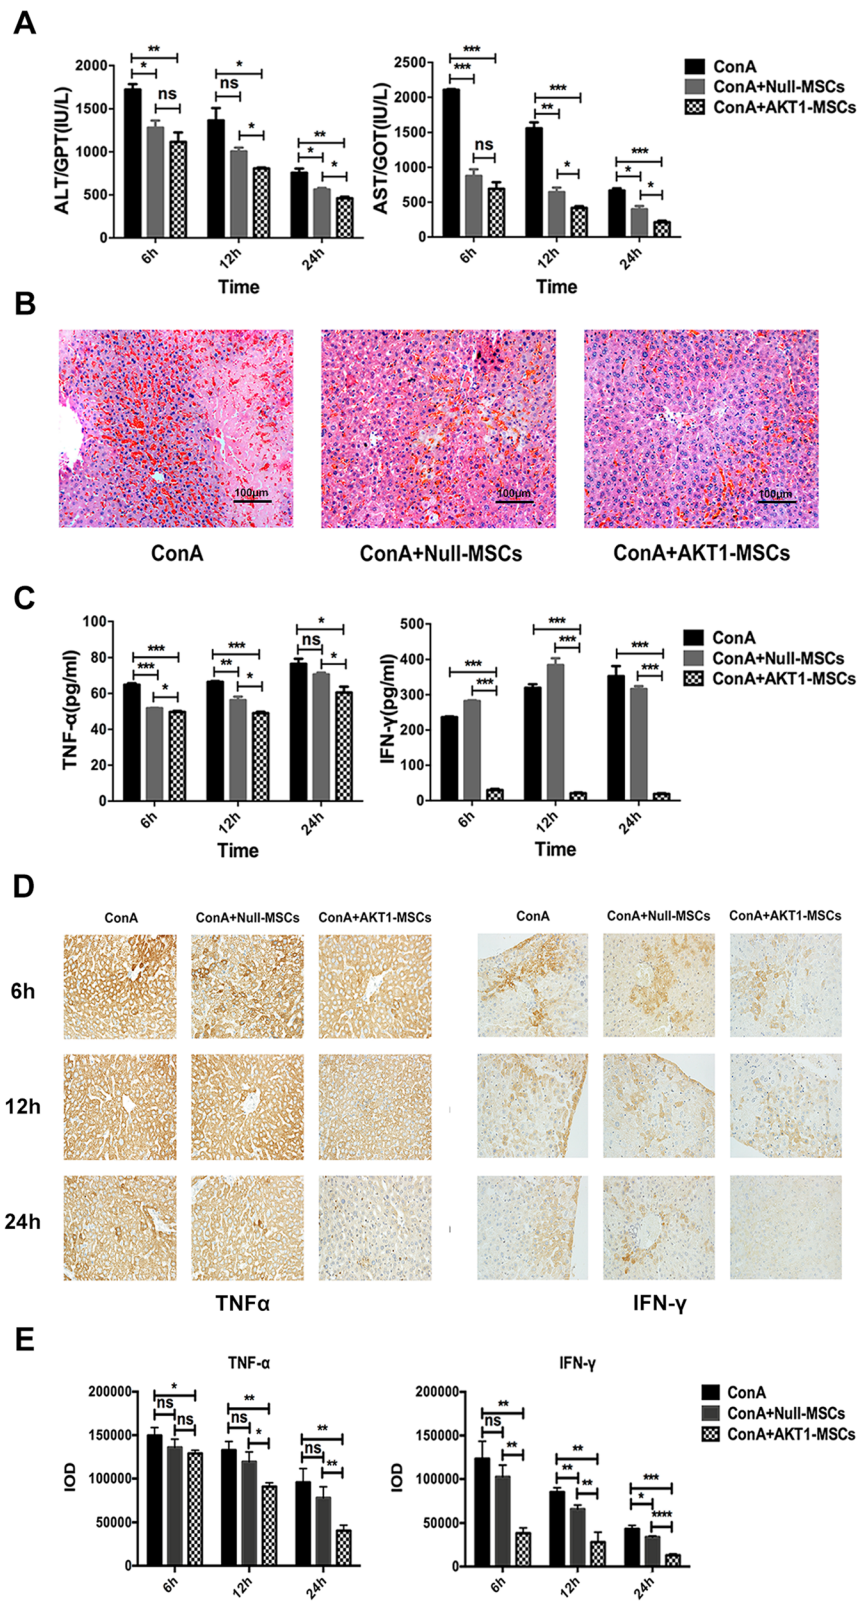 A
ALT/GPT(IU/L)
2000
1500
1000
500
0
** * ns
* ns *
** * *
6h 12h 24h
Time
AST/GOT(IU/L)
2500
2000
1500
1000
500
0
*** *** ns
*** ** *
*** * *
6h 12h 24h
Time
ConA
ConA+Null-MSCs
ConA+AKT1-MSCs
B
100μm 100μm 100μm
ConA ConA+Null-MSCs ConA+AKT1-MSCs
C
TNF-α(pg/ml)
100
80
60
40
20
0
*** *** *
*** ** *
* ns *
6h 12h 24h
Time
IFN-γ(pg/ml)
500
400
300
200
100
0
*** ***
*** ***
*** ***
6h 12h 24h
Time
ConA
ConA+Null-MSCs
ConA+AKT1-MSCs
D
ConA ConA+Null-MSCs ConA+AKT1-MSCs ConA ConA+Null-MSCs ConA+AKT1-MSCs
6h
12h
24h
TNFα IFN-γ
E
TNF-α
IOD
200000
150000
100000
50000
0
* ns ns
** ns *
** ns **
6h 12h 24h
IFN-γ
IOD
200000
150000
100000
50000
0
** ns **
** ** **
*** * ****
6h 12h 24h
ConA
ConA+Null-MSCs
ConA+AKT1-MSCs